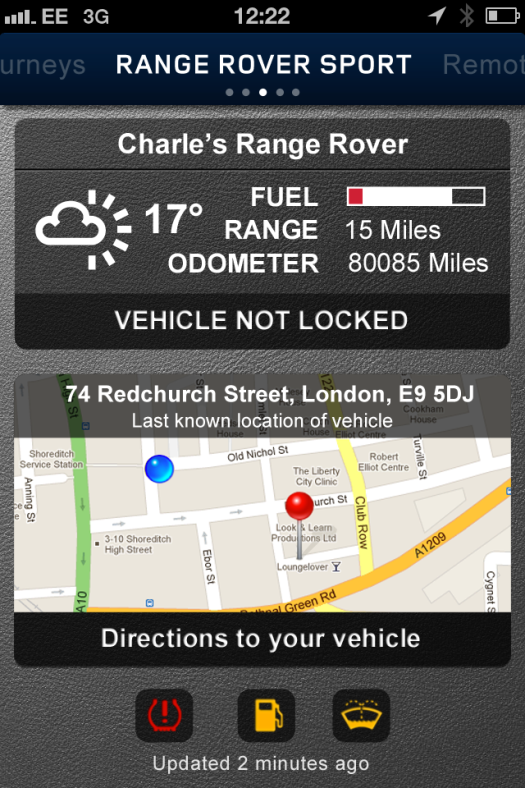 EE 3G 12:22
urneys RANGE ROVER SPORT Remot
Charle's Range Rover
17°
FUEL
RANGE 15 Miles
ODOMETER 80085 Miles
VEHICLE NOT LOCKED
74 Redchurch Street, London, E9 5DJ
Last known location of vehicle
Cookham
House
House
House
Elliot Centre
Shoreditch
Service Station
Old Nichol St
Robert
Elliot Centre
Turville St
The Liberty
City Clinic
Anning St
urch St
Club Row
Look & Learn
Productions Ltd
3-10 Shoreditch
High Street
Ebor St
A1209
Loungelover
Cygnet S
A10
Bethnal Green Rd
Directions to your vehicle
Updated 2 minutes ago